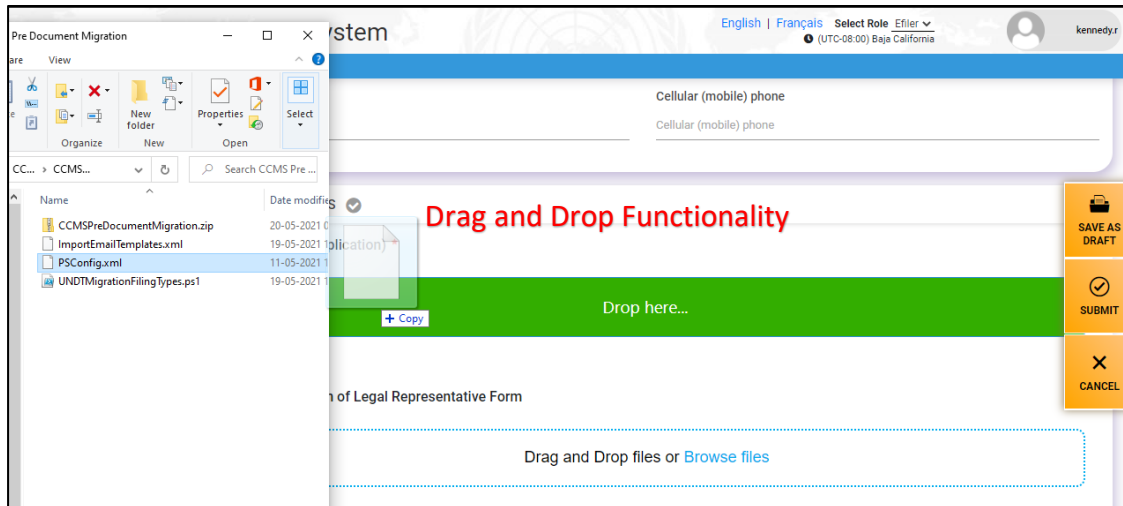 Pre Document Migration
View
New folder
Properties
Select
Organize
New
Open
CC... > CCMS...
Search CCMS Pre ...
Name
Date modifie
CCMSPreDocumentMigration.zip 20-05-2021
ImportEmailTemplates.xml 19-05-2021 1
PSConfig.xml 11-05-2021 1
UNDTMigrationFilingTypes.ps1 19-05-2021 1
ystem
English | Français Select Role Efiler
(UTC-08:00) Baja California
kennedy.r
Cellular (mobile) phone
Cellular (mobile) phone
Drag and Drop Functionality
plication) *
+ Copy
Drop here...
of Legal Representative Form
Drag and Drop files or Browse files
SAVE AS
DRAFT
SUBMIT
CANCEL